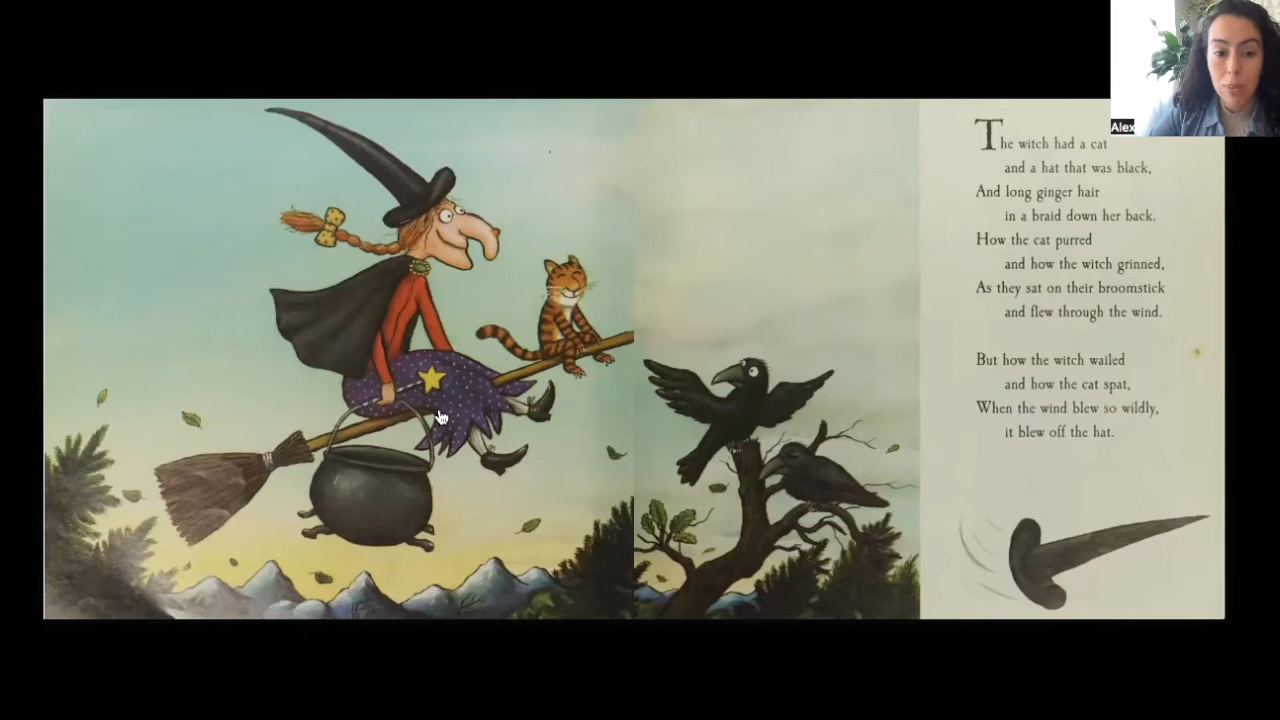 Alex
The witch had a cat
and a hat that was black,
And long ginger hair
in a braid down her back.
How the cat purred
and how the witch grinned,
As they sat on their broomstick
and flew through the wind.
But how the witch wailed
and how the cat spat,
When the wind blew so wildly,
it blew off the hat.